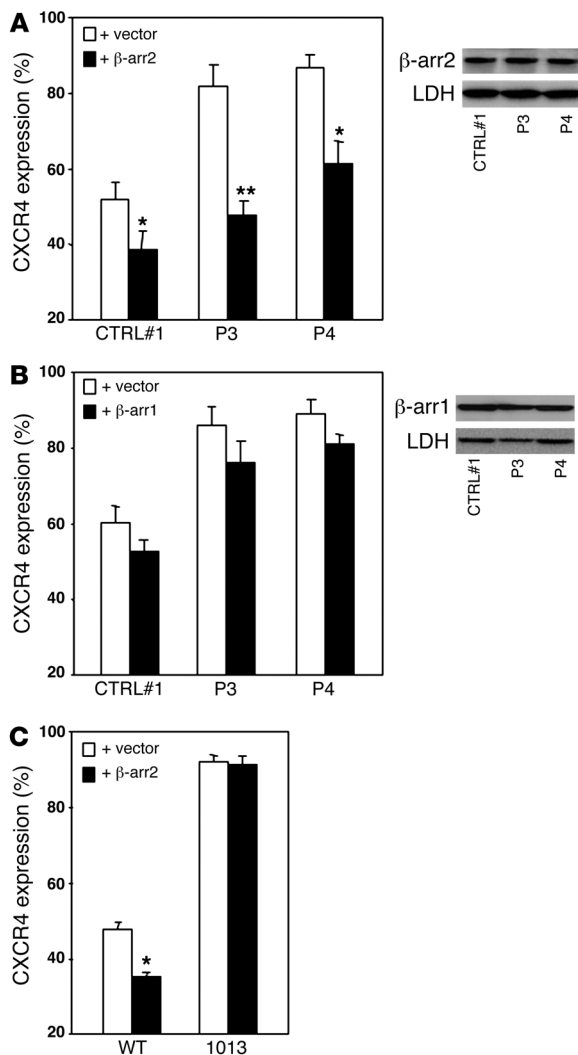 A
CXCR4 expression (%)
100
80
60
40
20
+ vector
+ β-arr2
*
**
*
CTRL#1 P3 P4
β-arr2
LDH
CTRL#1 P3 P4
B
CXCR4 expression (%)
100
80
60
40
20
+ vector
+ β-arr1
CTRL#1 P3 P4
β-arr1
LDH
CTRL#1 P3 P4
C
CXCR4 expression (%)
100
80
60
40
20
+ vector
+ β-arr2
*
WT 1013